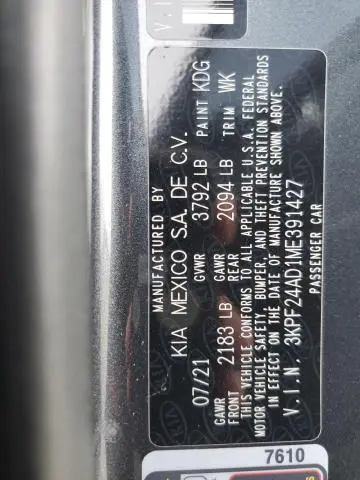 MANUFACTURED BY
KIA MEXICO S.A. DE C.V.
07/21 GVWR 3792 LB PAINT KDG
GAWR FRONT 2183 LB GAWR REAR 2094 LB TRIM WK
THIS VEHICLE CONFORMS TO ALL APPLICABLE U.S.A. FEDERAL
MOTOR VEHICLE SAFETY, BUMPER, AND THEFT PREVENTION STANDARDS
IN EFFECT ON THE DATE OF MANUFACTURE SHOWN ABOVE.
V.I.N. 3KPF24AD1ME391427
PASSENGER CAR
7610